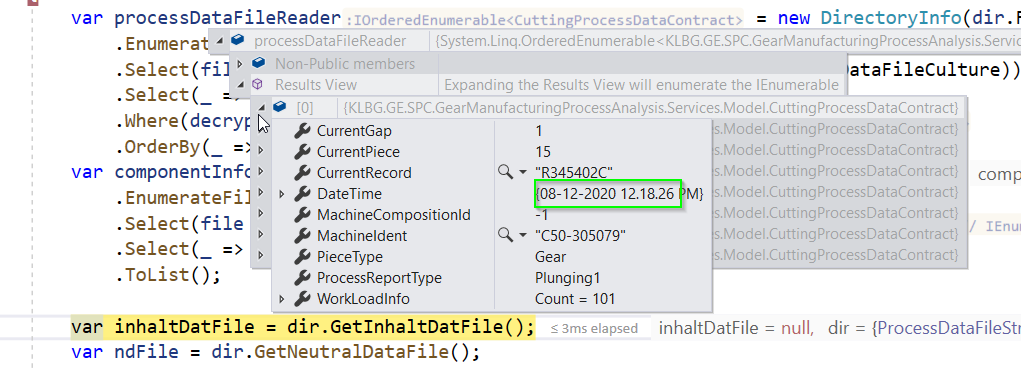 var processDataFileReader :IOrderedEnumerable<CuttingProcessDataContract> = new DirectoryInfo(dir.F
.Enumerat processDataFileReader {System.Linq.OrderedEnumerable<KLBG.GE.SPC.GearManufacturingProcessAnalysis.Servic
.Select(fil Non-Public members DataFileCulture))
.Select(_ => Results View Expanding the Results View will enumerate the IEnumerable
.Where(decryp [0] {KLBG.GE.SPC.GearManufacturingProcessAnalysis.Services.Model.CuttingProcessDataContract}
CurrentGap 1 s.Model.CuttingProcessDataContract}
.OrderBy(_ => CurrentPiece 15 s.Model.CuttingProcessDataContract}
var componentInfo CurrentRecord "R345402C" s.Model.CuttingProcessDataContract} comp
.EnumerateFil DateTime {08-12-2020 12.18.26 PM} s.Model.CuttingProcessDataContract}
MachineCompositionId -1 s.Model.CuttingProcessDataContract}
.Select(file MachineIdent "C50-305079" s.Model.CuttingProcessDataContract} / IEnu
.Select(_ => PieceType Gear s.Model.CuttingProcessDataContract}
.ToList(); ProcessReportType Plunging1
WorkLoadInfo Count = 101
var inhaltDatFile = dir.GetInhaltDatFile(); ≤ 3ms elapsed inhaltDatFile = null, dir = {ProcessDataFileStr
var ndFile = dir.GetNeutralDataFile();